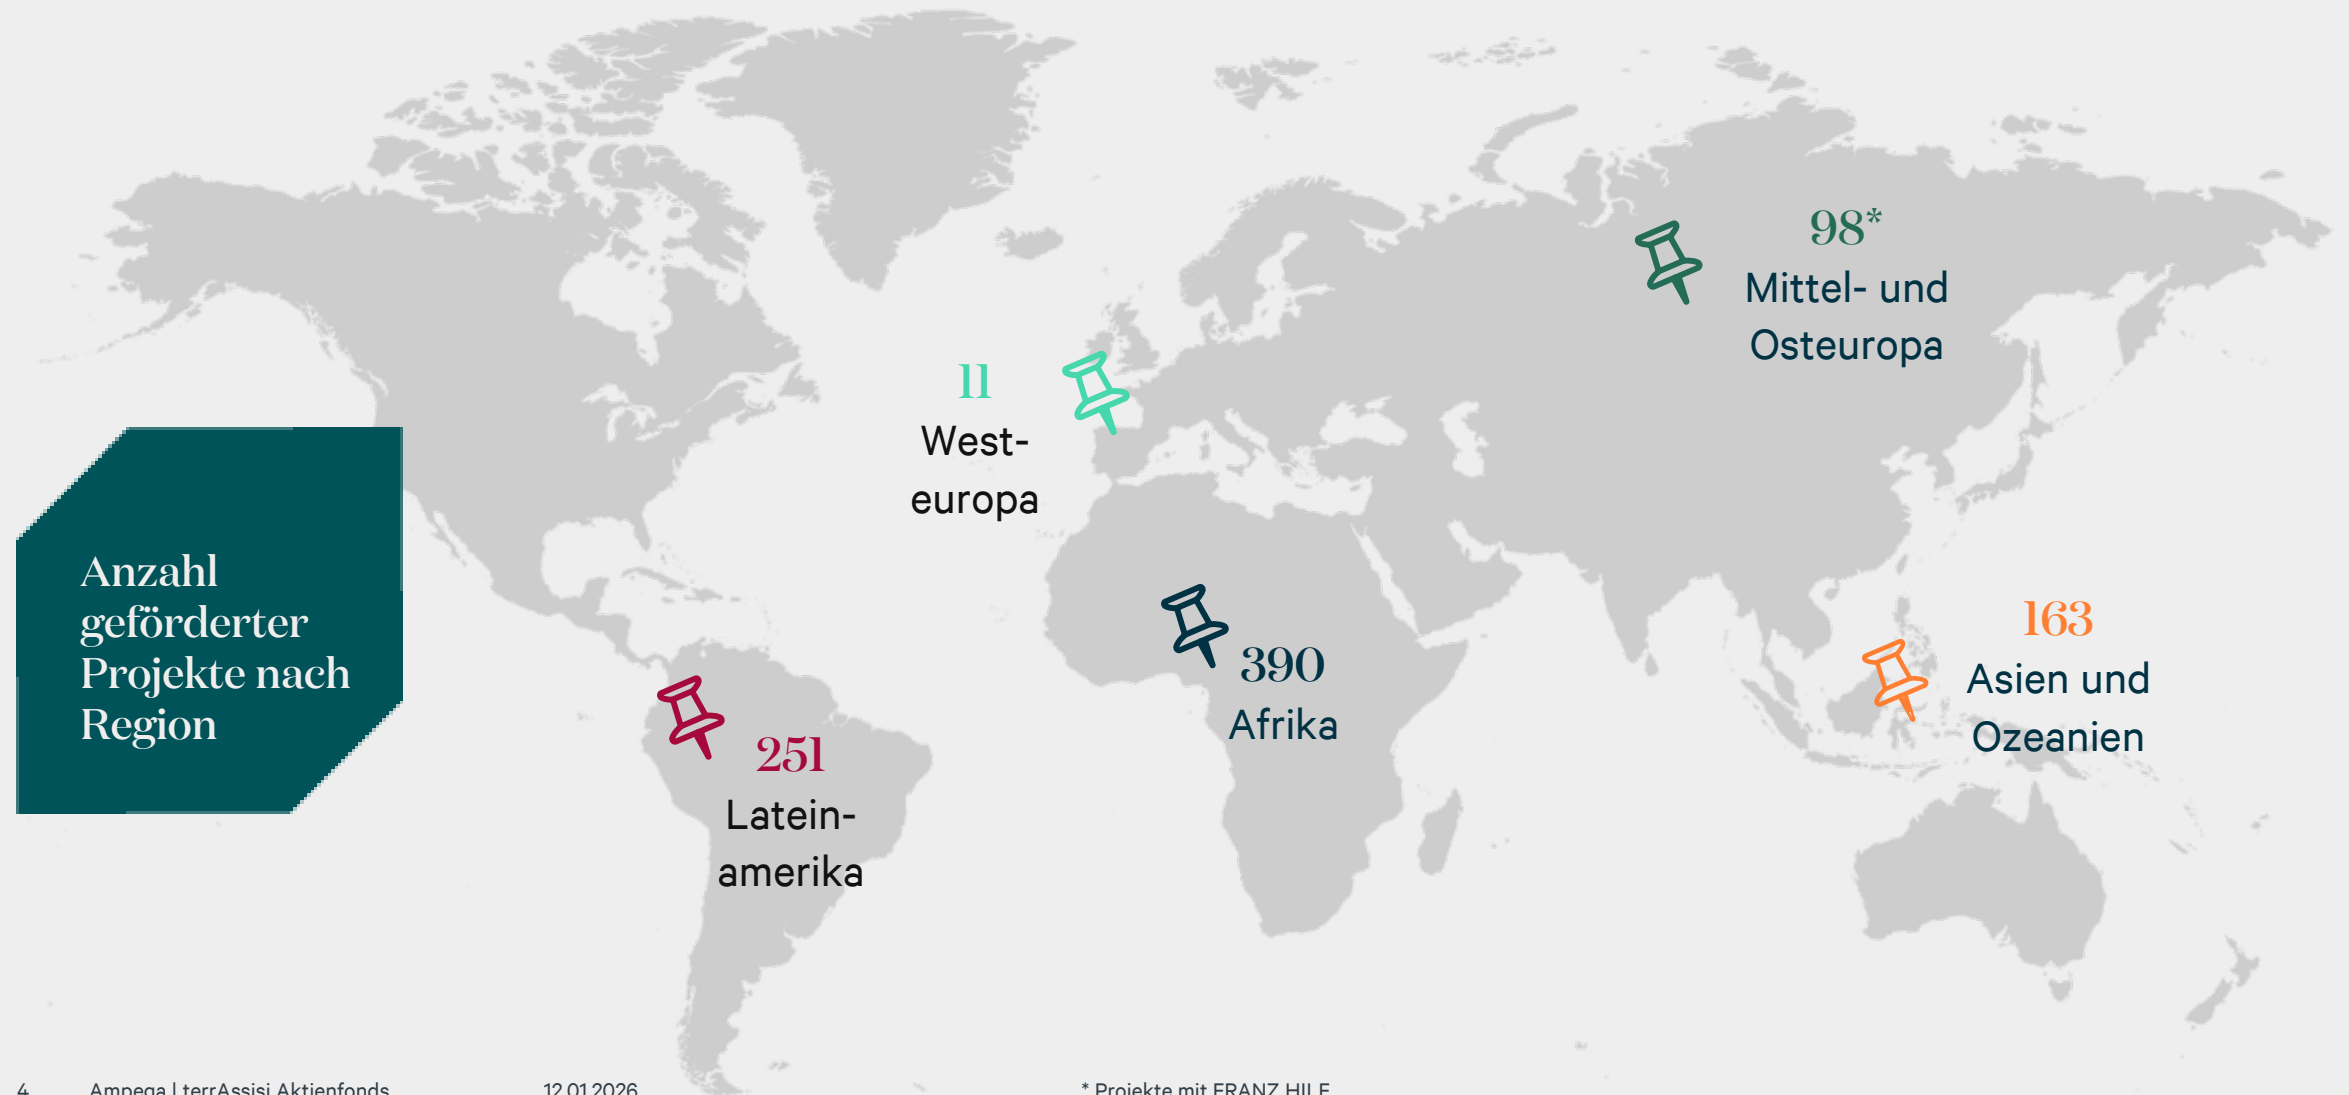 98*
Mittel- und
Osteuropa
11
West-
europa
Anzahl
geförderter
Projekte nach
Region
163
Asien und
Ozeanien
390
Afrika
251
Latein-
amerika
4 Ampega | terrAssisi Aktienfonds 12.01.2026 * Projekte mit FRANZ HILF